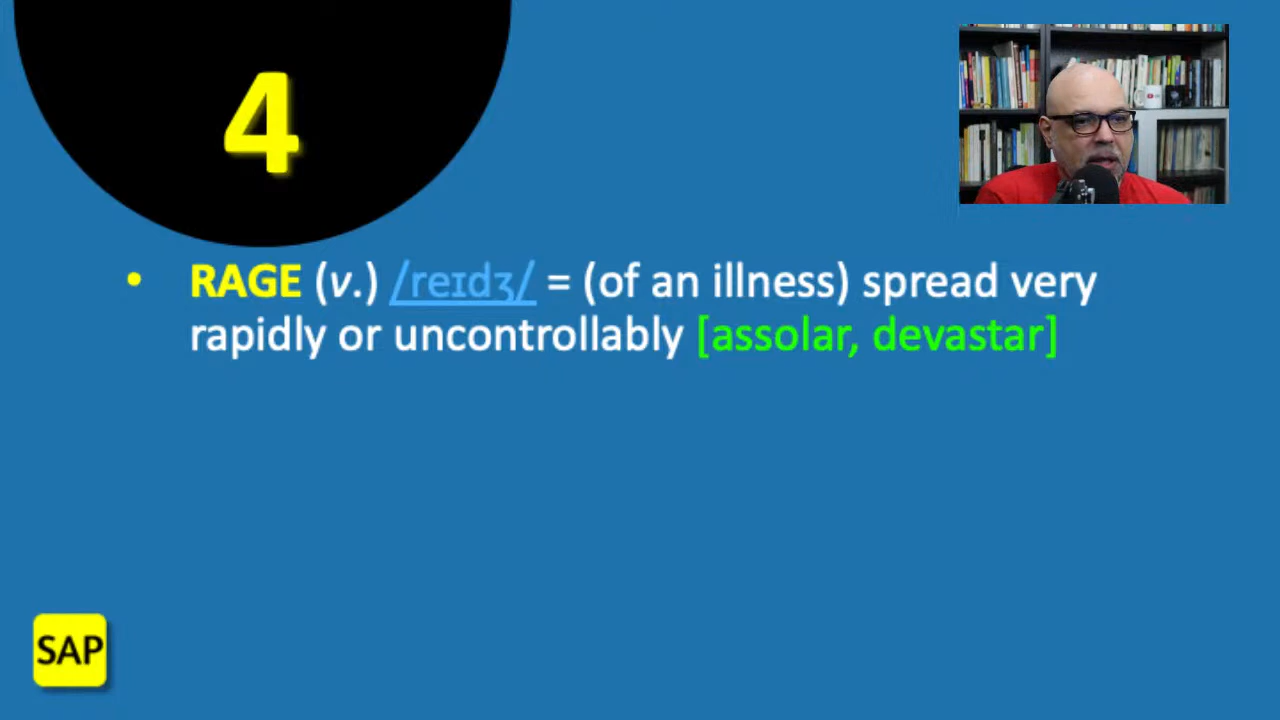 4
• RAGE (v.) /reɪdʒ/ = (of an illness) spread very
rapidly or uncontrollably [assolar, devastar]
SAP